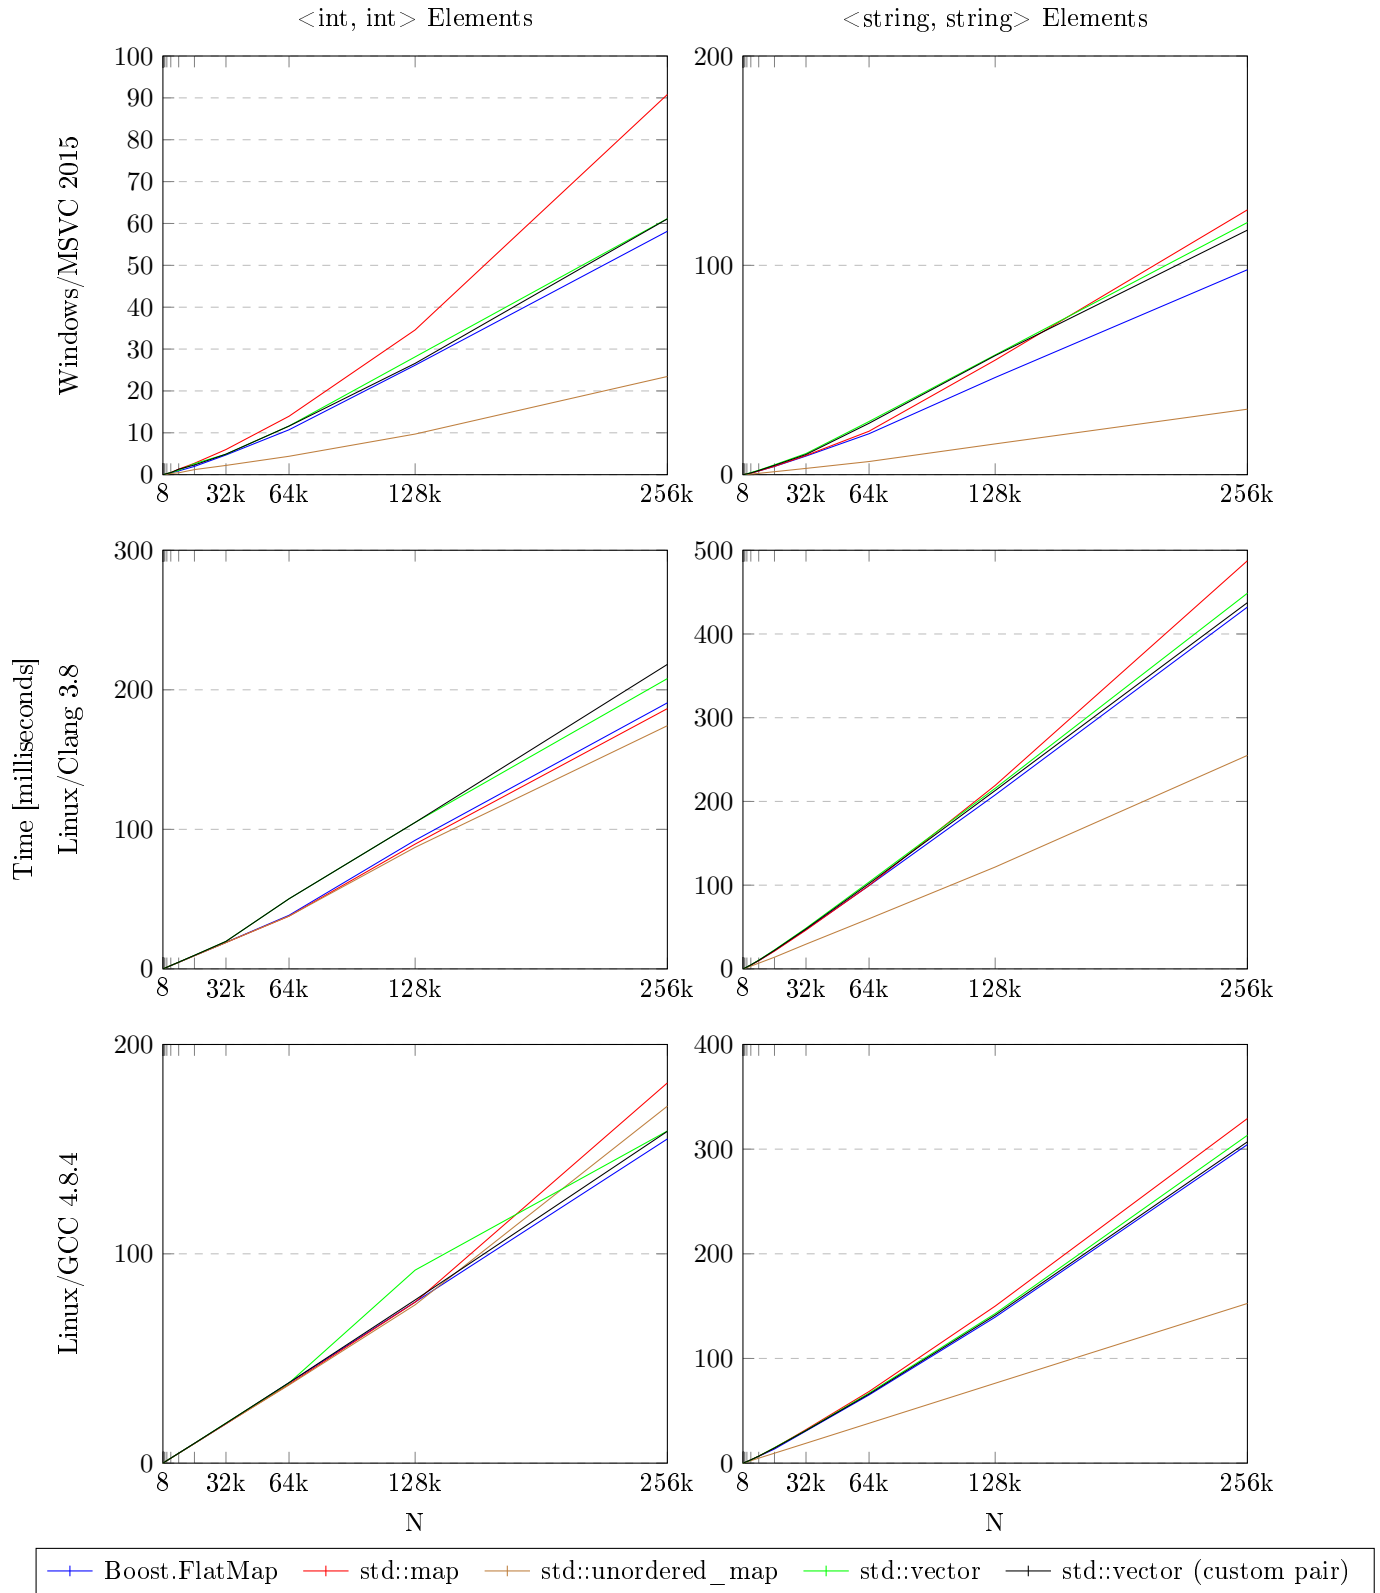 <int, int> Elements
<string, string> Elements
Windows/MSVC 2015
100
90
80
70
60
50
40
30
20
10
0
8 32k 64k 128k 256k
200
100
0
8 32k 64k 128k 256k
Time [milliseconds]
Linux/Clang 3.8
300
200
100
0
8 32k 64k 128k 256k
500
400
300
200
100
0
8 32k 64k 128k 256k
Linux/GCC 4.8.4
200
100
0
8 32k 64k 128k 256k
N
400
300
200
100
0
8 32k 64k 128k 256k
N
Boost.FlatMap std::map std::unordered_map std::vector std::vector (custom pair)